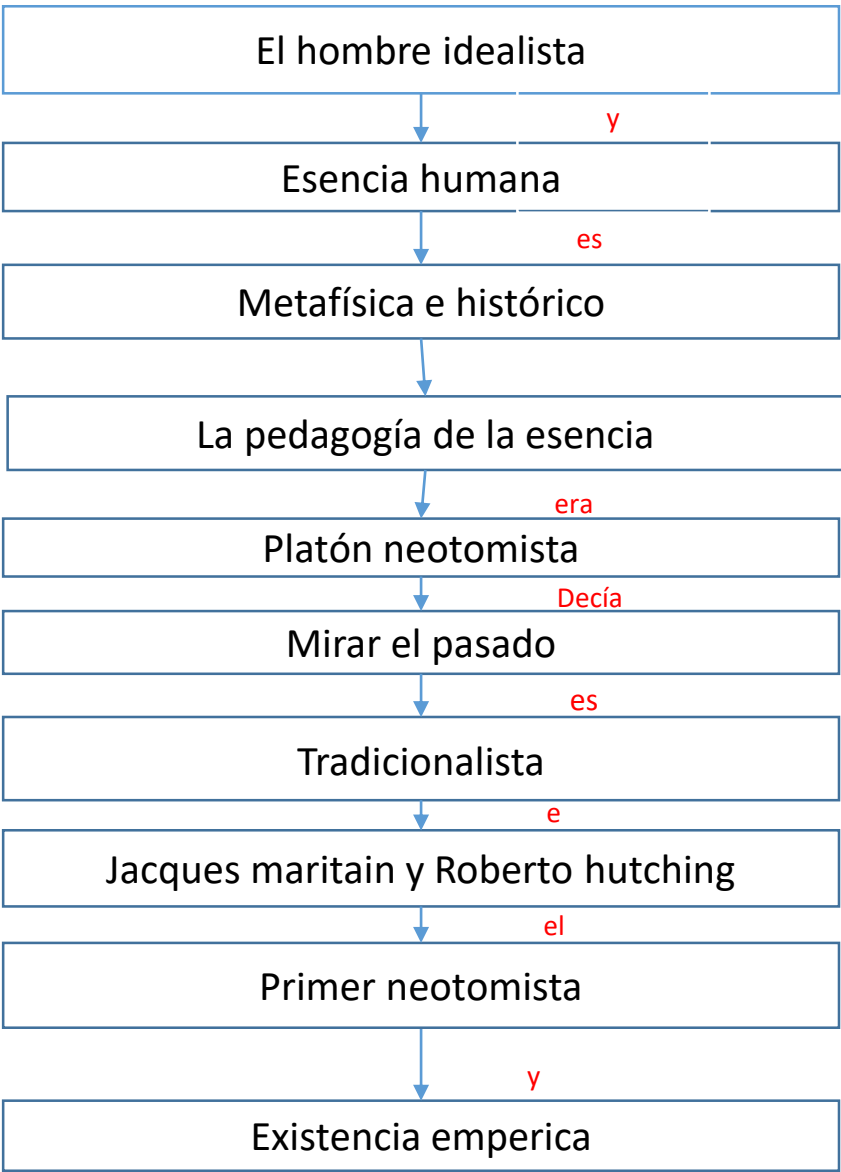 El hombre idealista
y
Esencia humana
es
Metafísica e histórico
La pedagogía de la esencia
era
Platón neotomista
Decía
Mirar el pasado
es
Tradicionalista
e
Jacques maritain y Roberto hutching
el
Primer neotomista
y
Existencia emperica